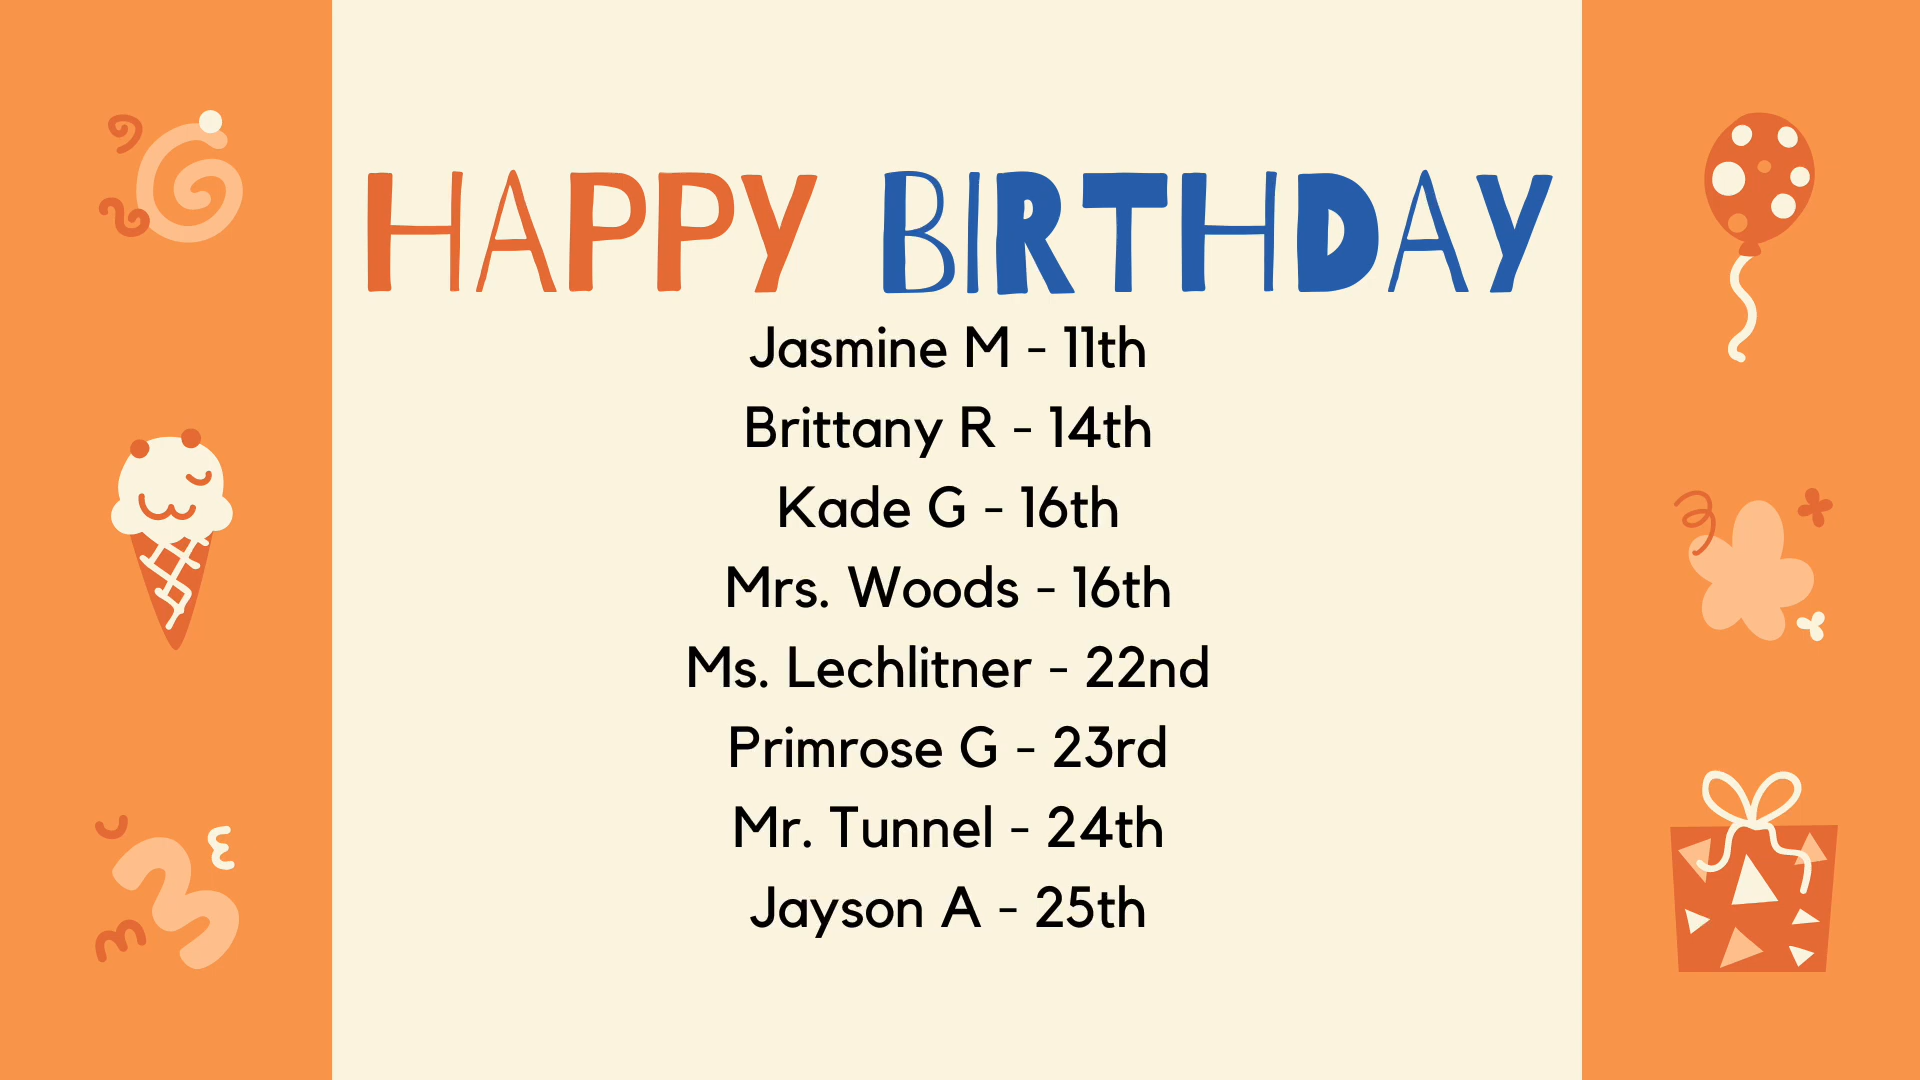 HAPPY BIRTHDAY
Jasmine M - 11th
Brittany R - 14th
Kade G - 16th
Mrs. Woods - 16th
Ms. Lechlitner - 22nd
Primrose G - 23rd
Mr. Tunnel - 24th
Jayson A - 25th